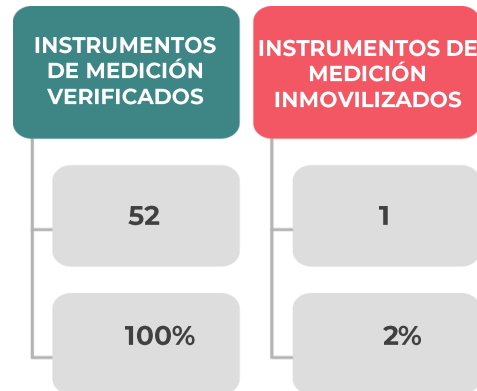 INSTRUMENTOS
DE MEDICIÓN
VERIFICADOS
52
100%
INSTRUMENTOS DE
MEDICIÓN
INMOVILIZADOS
1
2%